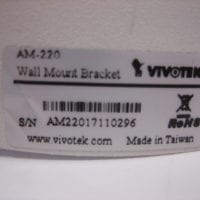 AM-220
Wall Mount Bracket
VIVOTEK
RoHS
S/N AM22017110296
www.vivotek.com Made in Taiwan